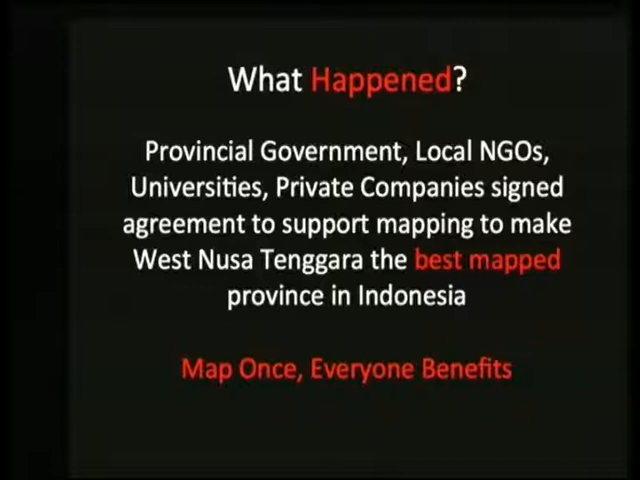 What Happened?
Provincial Government, Local NGOs,
Universities, Private Companies signed
agreement to support mapping to make
West Nusa Tenggara the best mapped
province in Indonesia
Map Once, Everyone Benefits